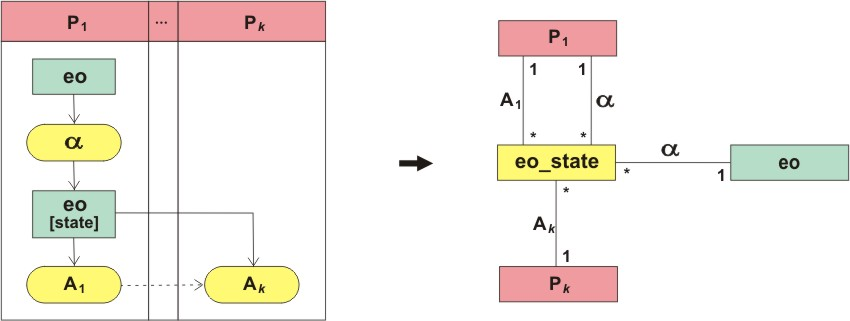 P1 ... Pk
eo
α
eo
[state]
A1
Ak
P1
1 1
A1 α
* *
eo_state
α
* 1
eo
*
Ak
1
Pk